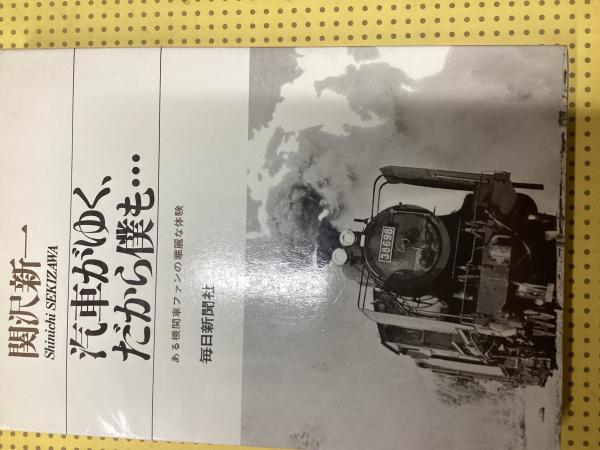 関沢新一
Shinichi SEKIZAWA
汽車がゆく、
だから僕も…
ある機関車ファンの華麗な体験
毎日新聞社
38698